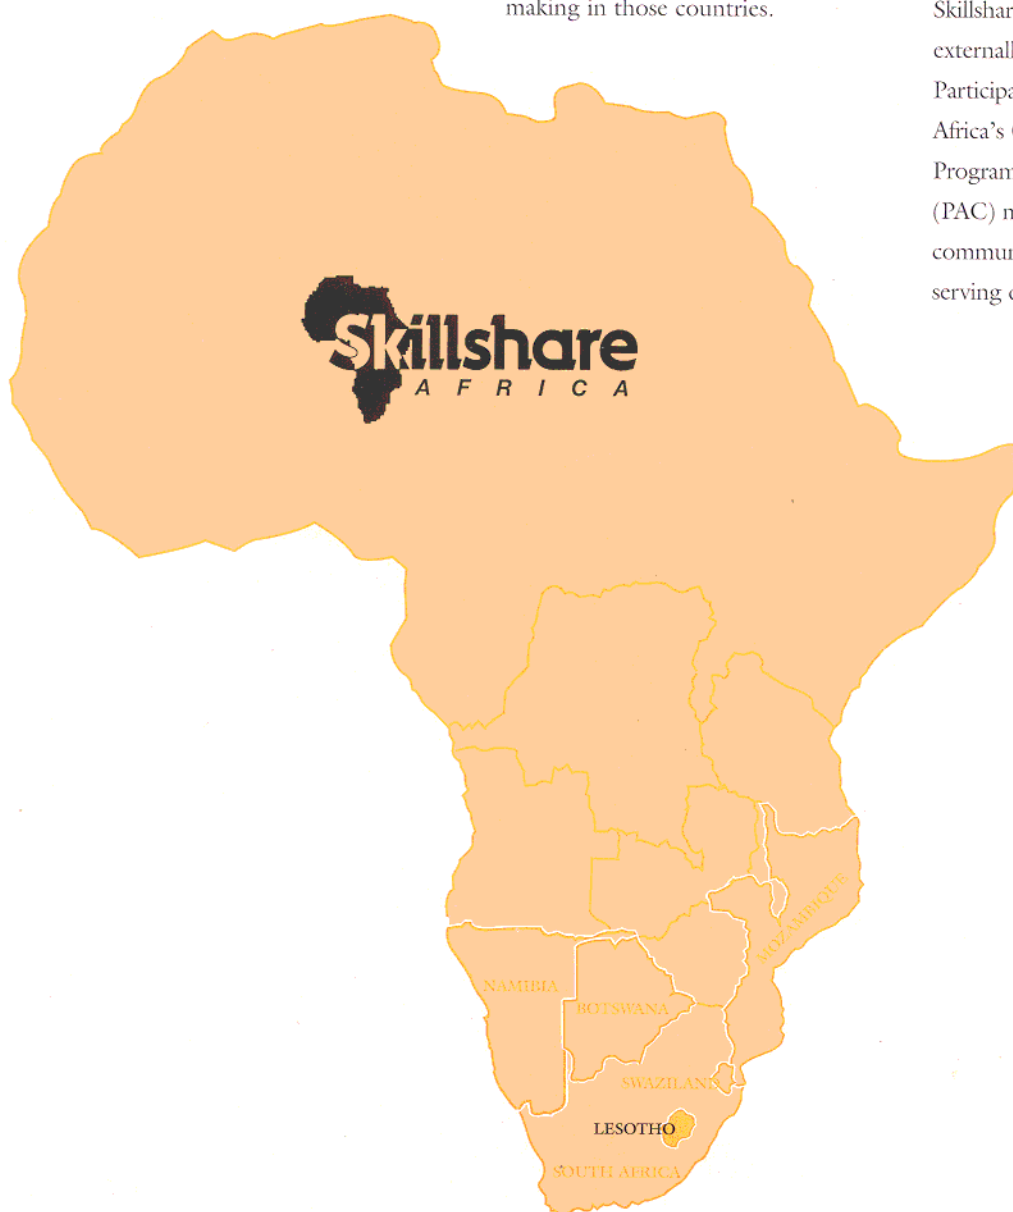 making in those countries.
Skillshar
externall
Participa
Africa's
Program
(PAC)
commun
serving
Skillshare
AFRICA
MOZAMBIQUE
NAMIBIA
BOTSWANA
SWAZILAND
LESOTHO
SOUTH AFRICA